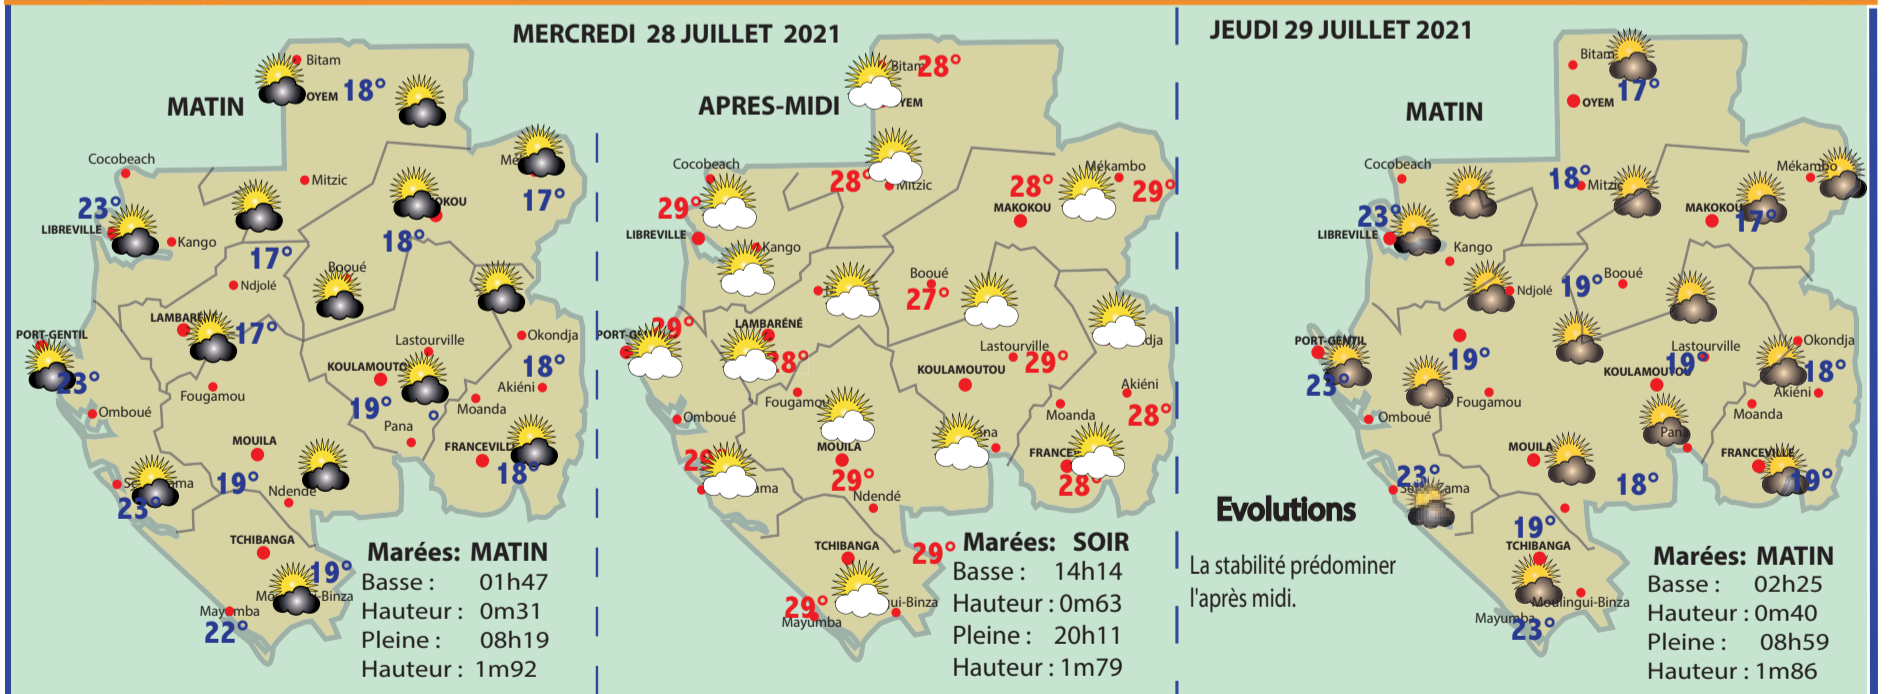 MERCREDI 28 JUILLET 2021
MATIN
Bitam
OYEM 18°
Cocobeach
Mitzic
23°
LIBREVILLE
Kango
17°
18°
17°
Ndjolé
Booué
17°
PORT-GENTIL
23°
Lastourville
Okondja
18°
KOULAMOUTO
Akiéni
Fougamou
19°
°
Moanda
Omboué
Pana
MOUILA
FRANCEVILLE
18°
19°
Ndendé
23°
TCHIBANGA
19°
-Binza
Mayumba
22°
Marées: MATIN
Basse : 01h47
Hauteur : 0m31
Pleine : 08h19
Hauteur : 1m92
APRES-MIDI
Bitam 28°
YEM
Cocobeach
28° Mitzic
28°
Mékambo
29°
29°
MAKOKOU
LIBREVILLE
Kango
Booué
27°
29°
LAMBARÉNÉ
28°
Lastourville 29°
KOULAMOUTOU
Akiéni
28°
Fougamou
Moanda
Omboué
MOUILA
29°
28°
Ndendé
TCHIBANGA
29°
29°
Mayumba
ui-Binza
Marées: SOIR
Basse : 14h14
Hauteur : 0m63
Pleine : 20h11
Hauteur : 1m79
JEUDI 29 JUILLET 2021
MATIN
Bitam
17°
OYEM
Cocobeach
18° Mitzic
Mékambo
23°
LIBREVILLE
MAKOKOU 17°
Kango
Ndjolé
19° Booué
PORT-GENTIL
23°
19°
Lastourville
19°
KOULAMOUTOU
Okondja
18°
Akiéni
Fougamou
Moanda
Omboué
Pana
MOUILA
FRANCEVILLE
19°
23°
18°
19°
TCHIBANGA
Moulingui-Binza
Mayumba
23°
Evolutions
La stabilité prédominer
l'après midi.
Marées: MATIN
Basse : 02h25
Hauteur : 0m40
Pleine : 08h59
Hauteur : 1m86